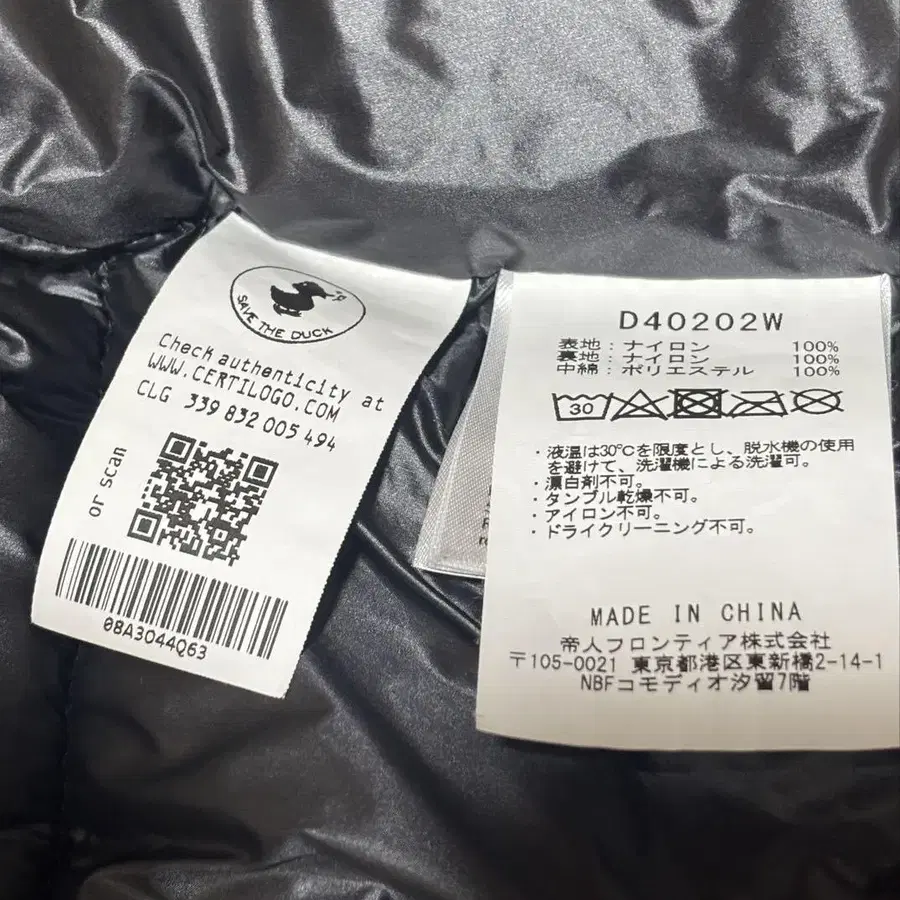 SAVE THE DUCK
Check authenticity at
WWW.CERTILOGO.COM
CLG 339 832 005 494
or scan
08A3044Q63
D40202W
表地：ナイロン 100%
裏地：ナイロン 100%
中綿：ポリエステル 100%
30
・液温は30℃を限度とし、脱水機の使用
を避けて、洗濯機による洗濯可。
・漂白剤不可。
・タンブル乾燥不可。
・アイロン不可。
・ドライクリーニング不可。
MADE IN CHINA
帝人フロンティア株式会社
〒105-0021 東京都港区東新橋2-14-1
NBFコモディオ汐留7階